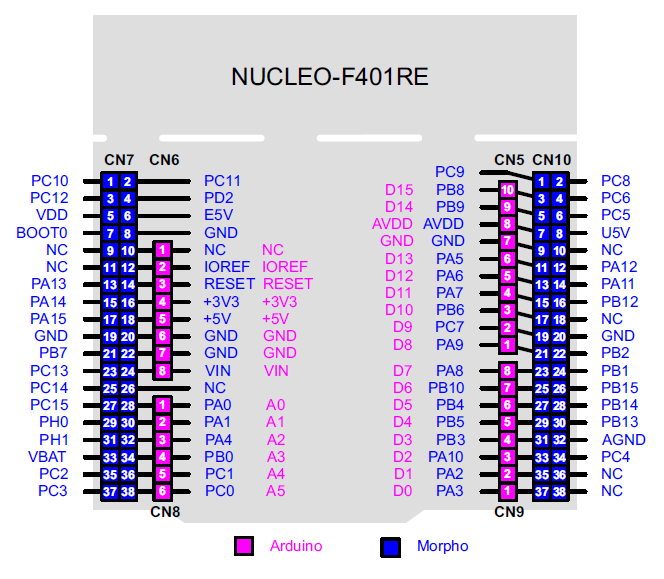 NUCLEO-F401RE
CN7 CN6 CN5 CN10
PC9
PC10 1 2 PC11 D15 PB8 10 1 2 PC8
PC12 3 4 PD2 D14 PB9 9 3 4 PC6
VDD 5 6 E5V AVDD AVDD 8 5 6 PC5
BOOT0 7 8 GND GND GND 7 7 8 U5V
NC 9 10 1 NC NC D13 PA5 6 9 10 NC
NC 11 12 2 IOREF IOREF D12 PA6 5 11 12 PA12
PA13 13 14 3 RESET RESET D11 PA7 4 13 14 PA11
PA14 15 16 4 +3V3 +3V3 D10 PB6 3 15 16 PB12
PA15 17 18 5 +5V +5V D9 PC7 2 17 18 NC
GND 19 20 6 GND GND D8 PA9 1 19 20 GND
PB7 21 22 7 GND GND 21 22 PB2
PC13 23 24 8 VIN VIN D7 PA8 8 23 24 PB1
PC14 25 26 NC D6 PB10 7 25 26 PB15
PC15 27 28 1 PA0 A0 D5 PB4 6 27 28 PB14
PH0 29 30 2 PA1 A1 D4 PB5 5 29 30 PB13
PH1 31 32 3 PA4 A2 D3 PB3 4 31 32 AGND
VBAT 33 34 4 PB0 A3 D2 PA10 3 33 34 PC4
PC2 35 36 5 PC1 A4 D1 PA2 2 35 36 NC
PC3 37 38 6 PC0 A5 D0 PA3 1 37 38 NC
CN8 CN9
Arduino Morpho